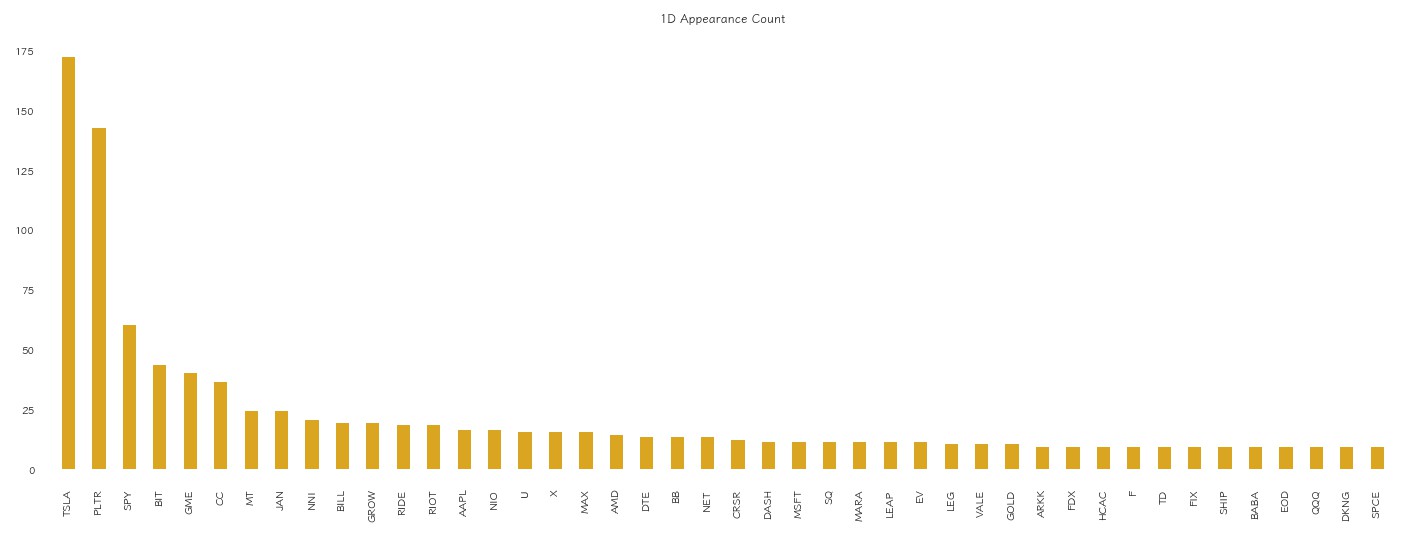 1D Appearance Count
175
150
125
100
75
50
25
0
TSLA
PLTR
SPY
BIT
GME
CC
MT
JAN
NNI
BILL
GROW
RIDE
RIOT
AAPL
NIO
U
X
MAX
AMD
DTE
BB
NET
CRSR
DASH
MSFT
SQ
MARA
LEAP
EV
LEG
VALE
GOLD
ARKK
FDX
HCAC
F
TD
FIX
SHIP
BABA
EOD
QQQ
DKNG
SPCE